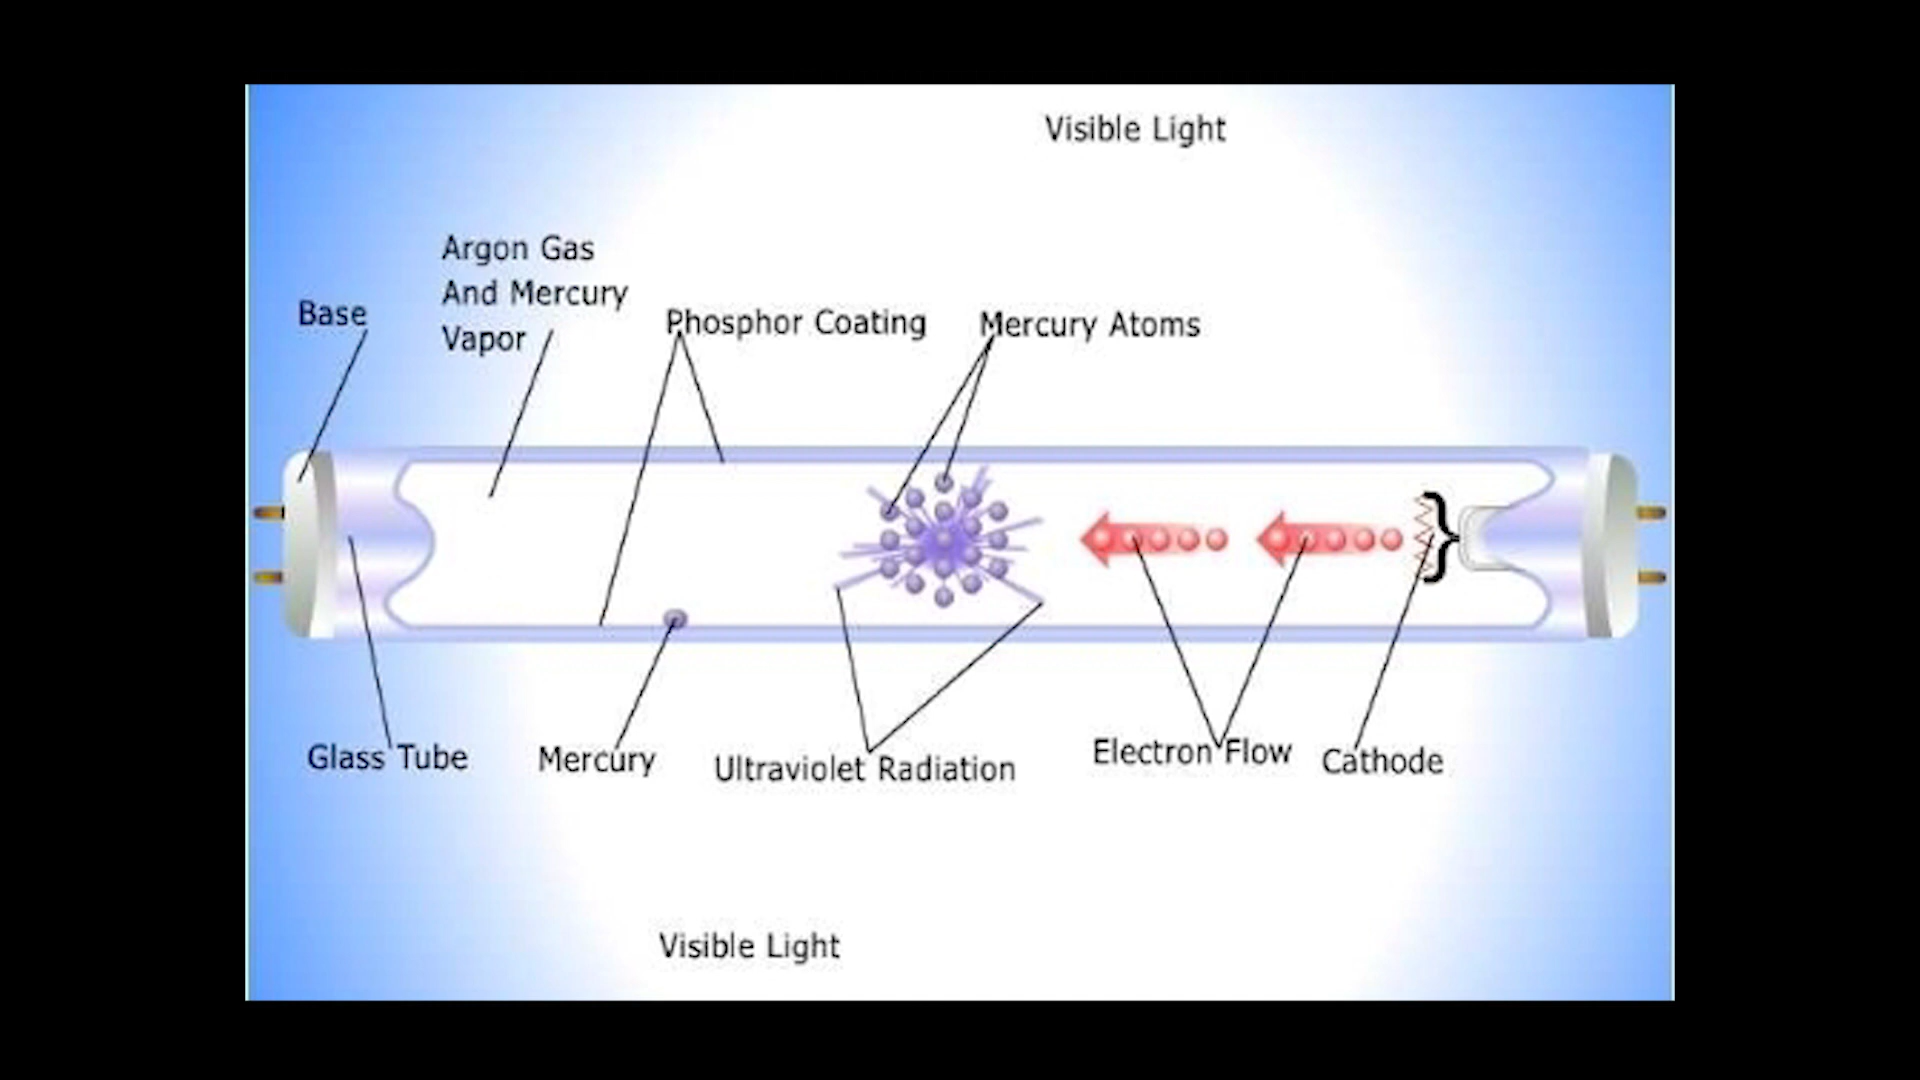 Visible Light
Argon Gas
And Mercury
Vapor
Base
Phosphor Coating
Mercury Atoms
Glass Tube
Mercury
Ultraviolet Radiation
Electron Flow
Cathode
Visible Light